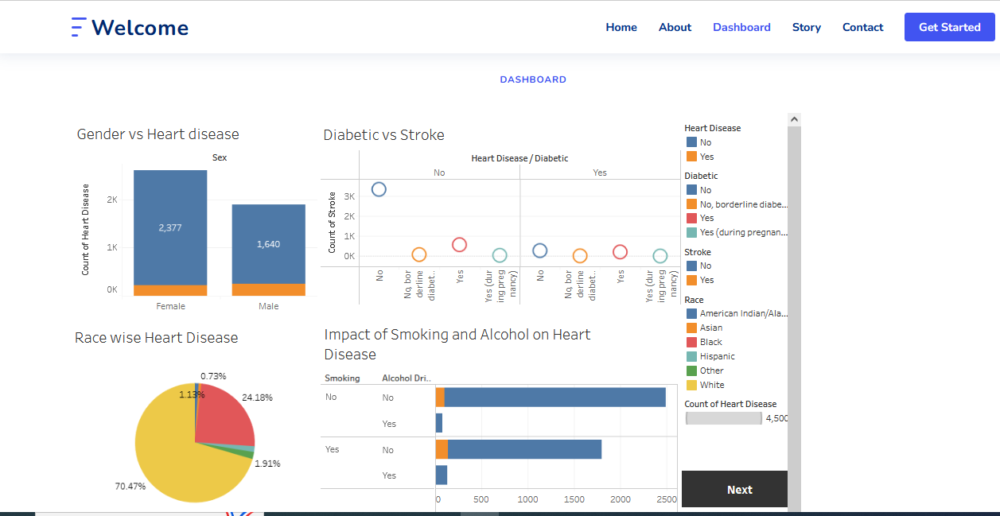 Welcome
Home
About
Dashboard
Story
Contact
Get Started
DASHBOARD
Gender vs Heart disease
Sex
Count of Heart Disease
2K
1K
0K
2,377
1,640
Female
Male
Diabetic vs Stroke
Heart Disease / Diabetic
No
Yes
Count of Stroke
3K
2K
1K
0K
No
No, bor
derline
diabet..
Yes
Yes (dur
ing preg
nancy)
No
No, bor
derline
diabet..
Yes
Yes (dur
ing preg
nancy)
Race wise Heart Disease
0.73%
1.13%
24.18%
1.91%
70.47%
Impact of Smoking and Alcohol on Heart
Disease
Smoking
Alcohol Dri..
No
No
Yes
Yes
No
Yes
0
500
1000
1500
2000
2500
Heart Disease
No
Yes
Diabetic
No
No, borderline diabe...
Yes
Yes (during pregnan...
Stroke
No
Yes
Race
American Indian/Ala...
Asian
Black
Hispanic
Other
White
Count of Heart Disease
4,500
Next